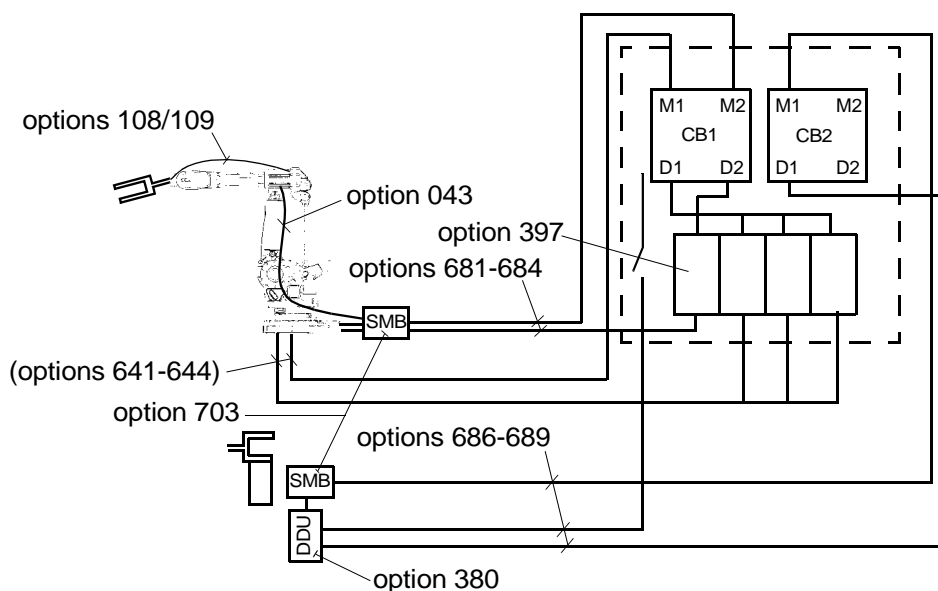 M1 M2
CB1
D1 D2
M1 M2
CB2
D1 D2
options 108/109
option 043
option 397
options 681-684
SMB
(options 641-644)
option 703
options 686-689
SMB
DDU
option 380